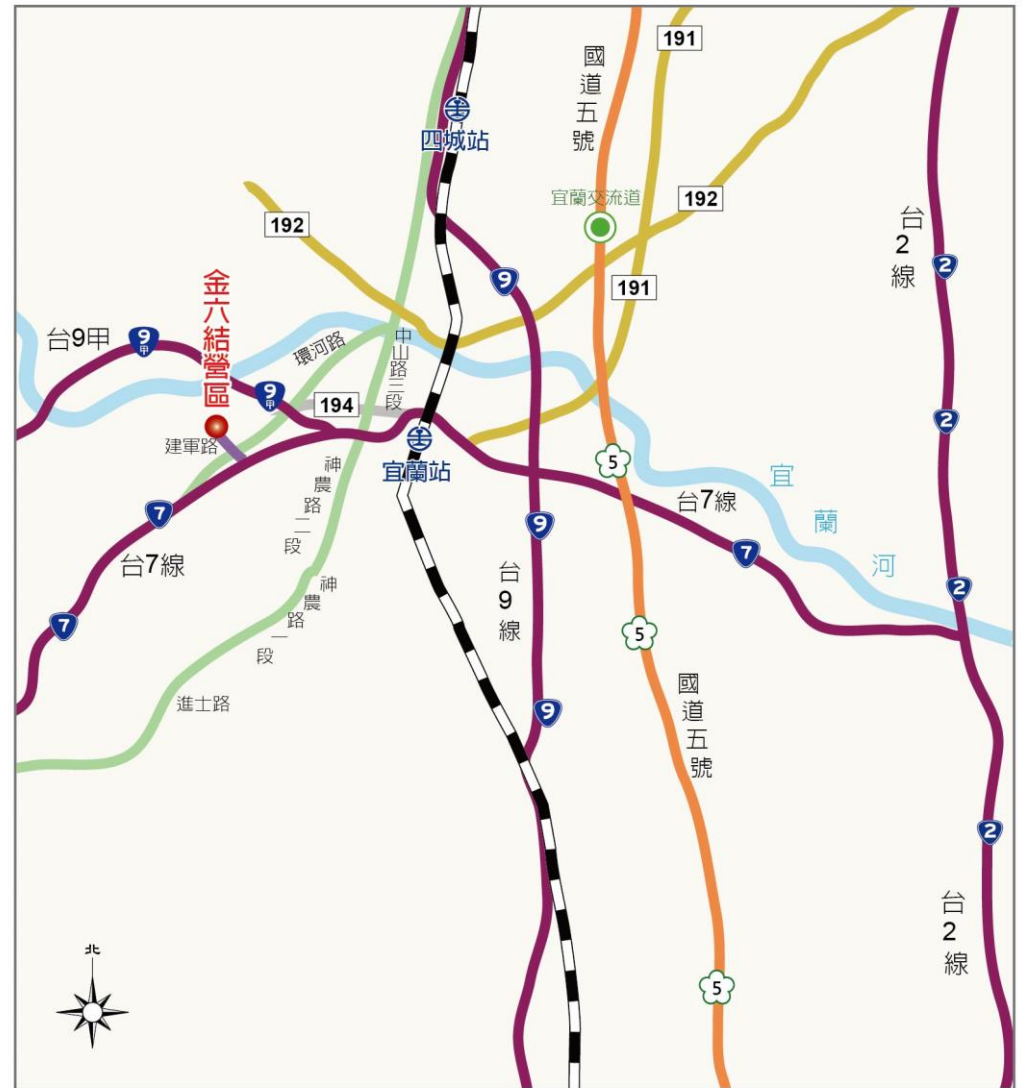 191
國道五號
四城站
宜蘭交流道
192
192
台2線
2
191
9
金六結營區
台9甲
9甲
環河路
中山路三段
9甲
194
建軍路
宜蘭站
2
5
宜蘭河
7
台7線
神農路二段
台7線
9
7
台9線
2
7
神農路一段
5
進士路
國道五號
9
2
台2線
北
5